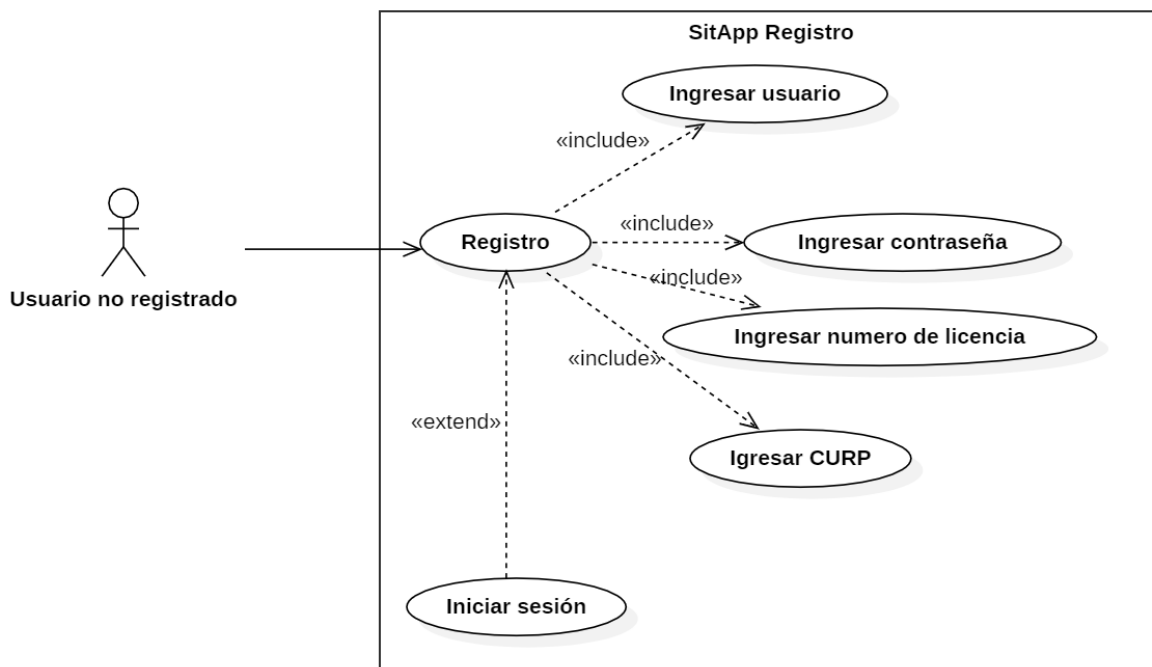 SitApp Registro
Ingresar usuario
«include»
Registro
«include»
Ingresar contraseña
«include»
Usuario no registrado
Ingresar numero de licencia
«include»
«extend»
Igresar CURP
Iniciar sesión